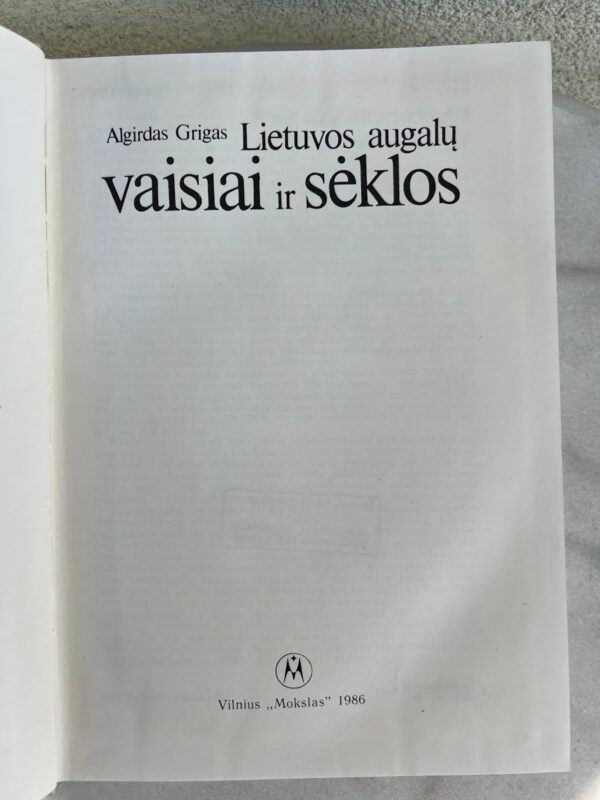 Algirdas Grigas Lietuvos augalų
vaisiai ir sėklos
Vilnius „Mokslas” 1986